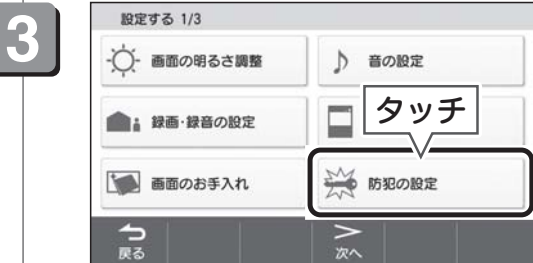 3
設定する 1/3
画面の明るさ調整
音の設定
録画・録音の設定
タッチ
画面のお手入れ
防犯の設定
戻る
次へ